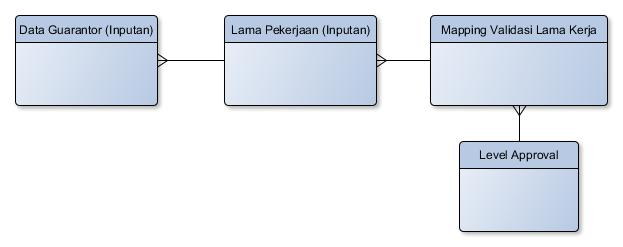 Data Guarantor (Inputan)
Lama Pekerjaan (Inputan)
Mapping Validasi Lama Kerja
Level Approval